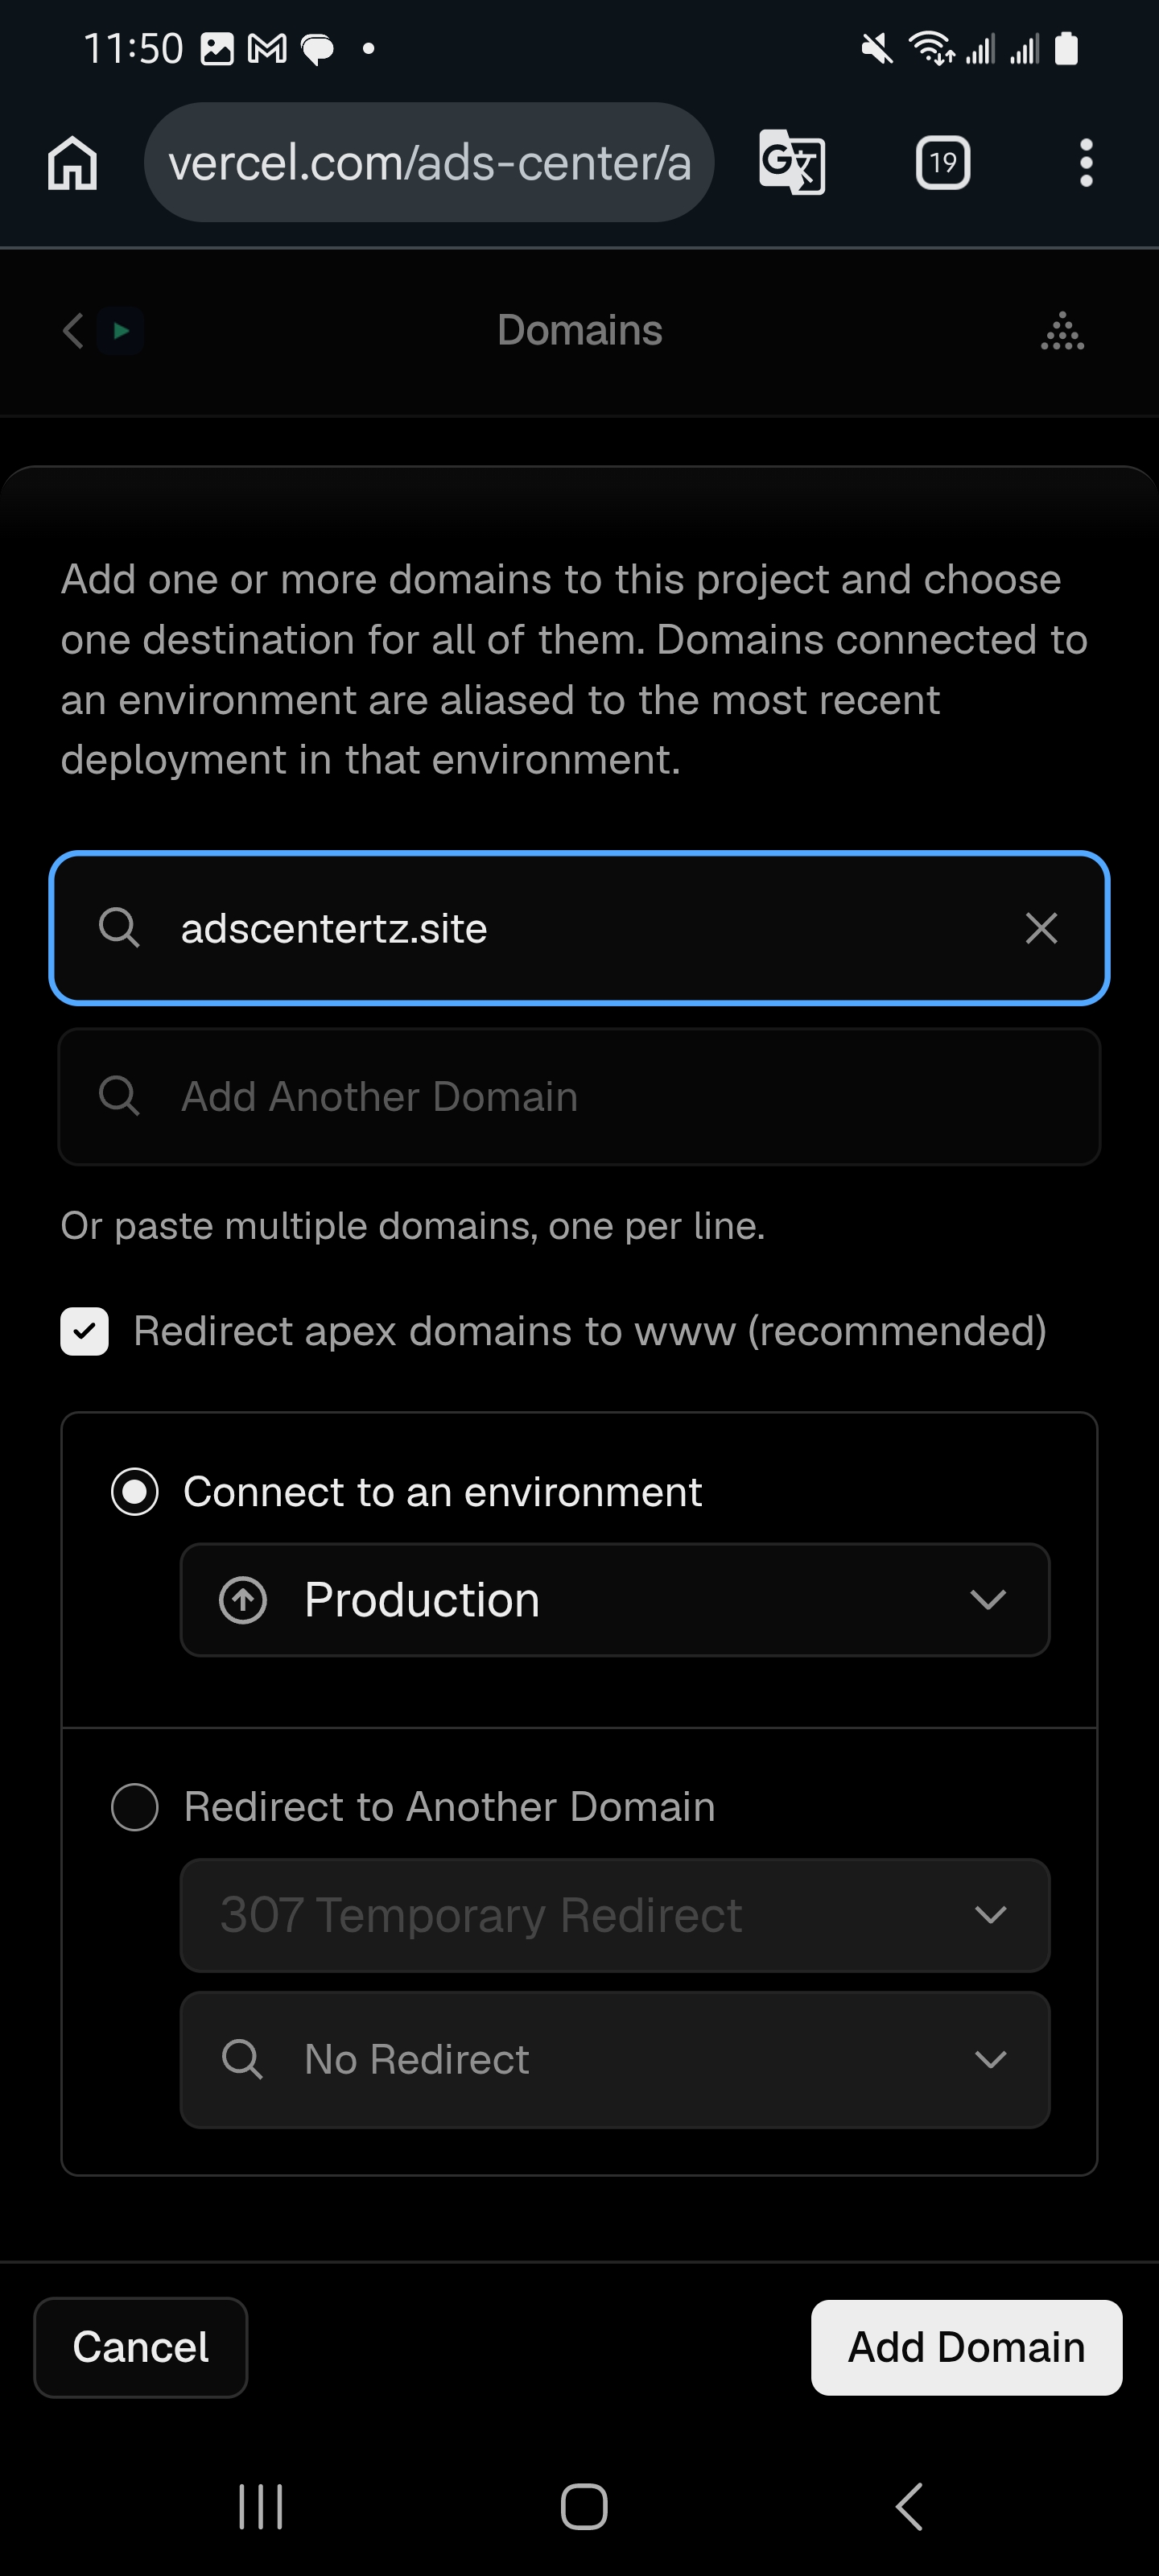 11:50
vercel.com/ads-center/a
19
Domains
Add one or more domains to this project and choose
one destination for all of them. Domains connected to
an environment are aliased to the most recent
deployment in that environment.
adscentertz.site
Add Another Domain
Or paste multiple domains, one per line.
Redirect apex domains to www (recommended)
Connect to an environment
Production
Redirect to Another Domain
307 Temporary Redirect
No Redirect
Cancel
Add Domain